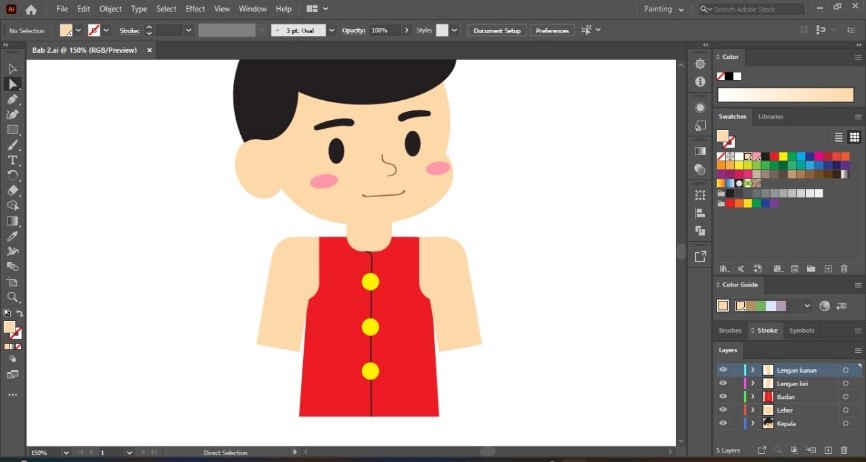 Ai File Edit Object Type Select Effect View Window Help Painting Search Adobe Stock
No Selection Stroke: 3 pt. Oval Opacity: 100% Styles: Document Setup Preferences
Bab 2.ai @ 150% (RGB/Preview)
Color
Swatches Libraries
Color Guide
Brushes Stroke Symbols
Layers
Lengan kanan
Lengan kiri
Badan
Leher
Kepala
150% 1 Direct Selection 5 Layers